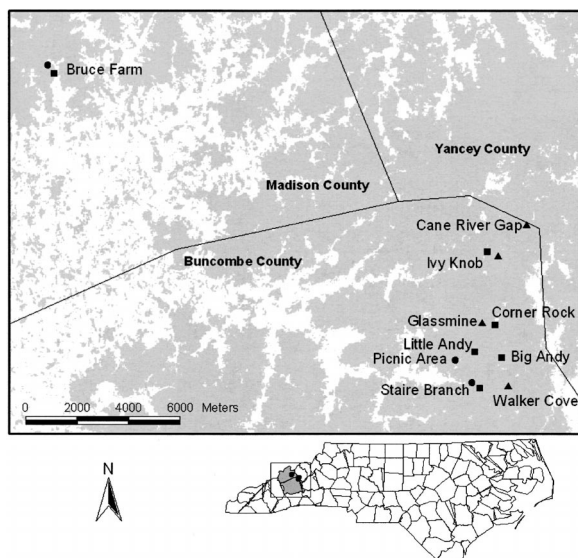 Bruce Farm
Yancey County
Madison County
Cane River Gap
Buncombe County
Ivy Knob
Corner Rock
Glassmine
Little Andy
Picnic Area
Big Andy
Staire Branch
Walker Cove
0 2000 4000 6000 Meters
N